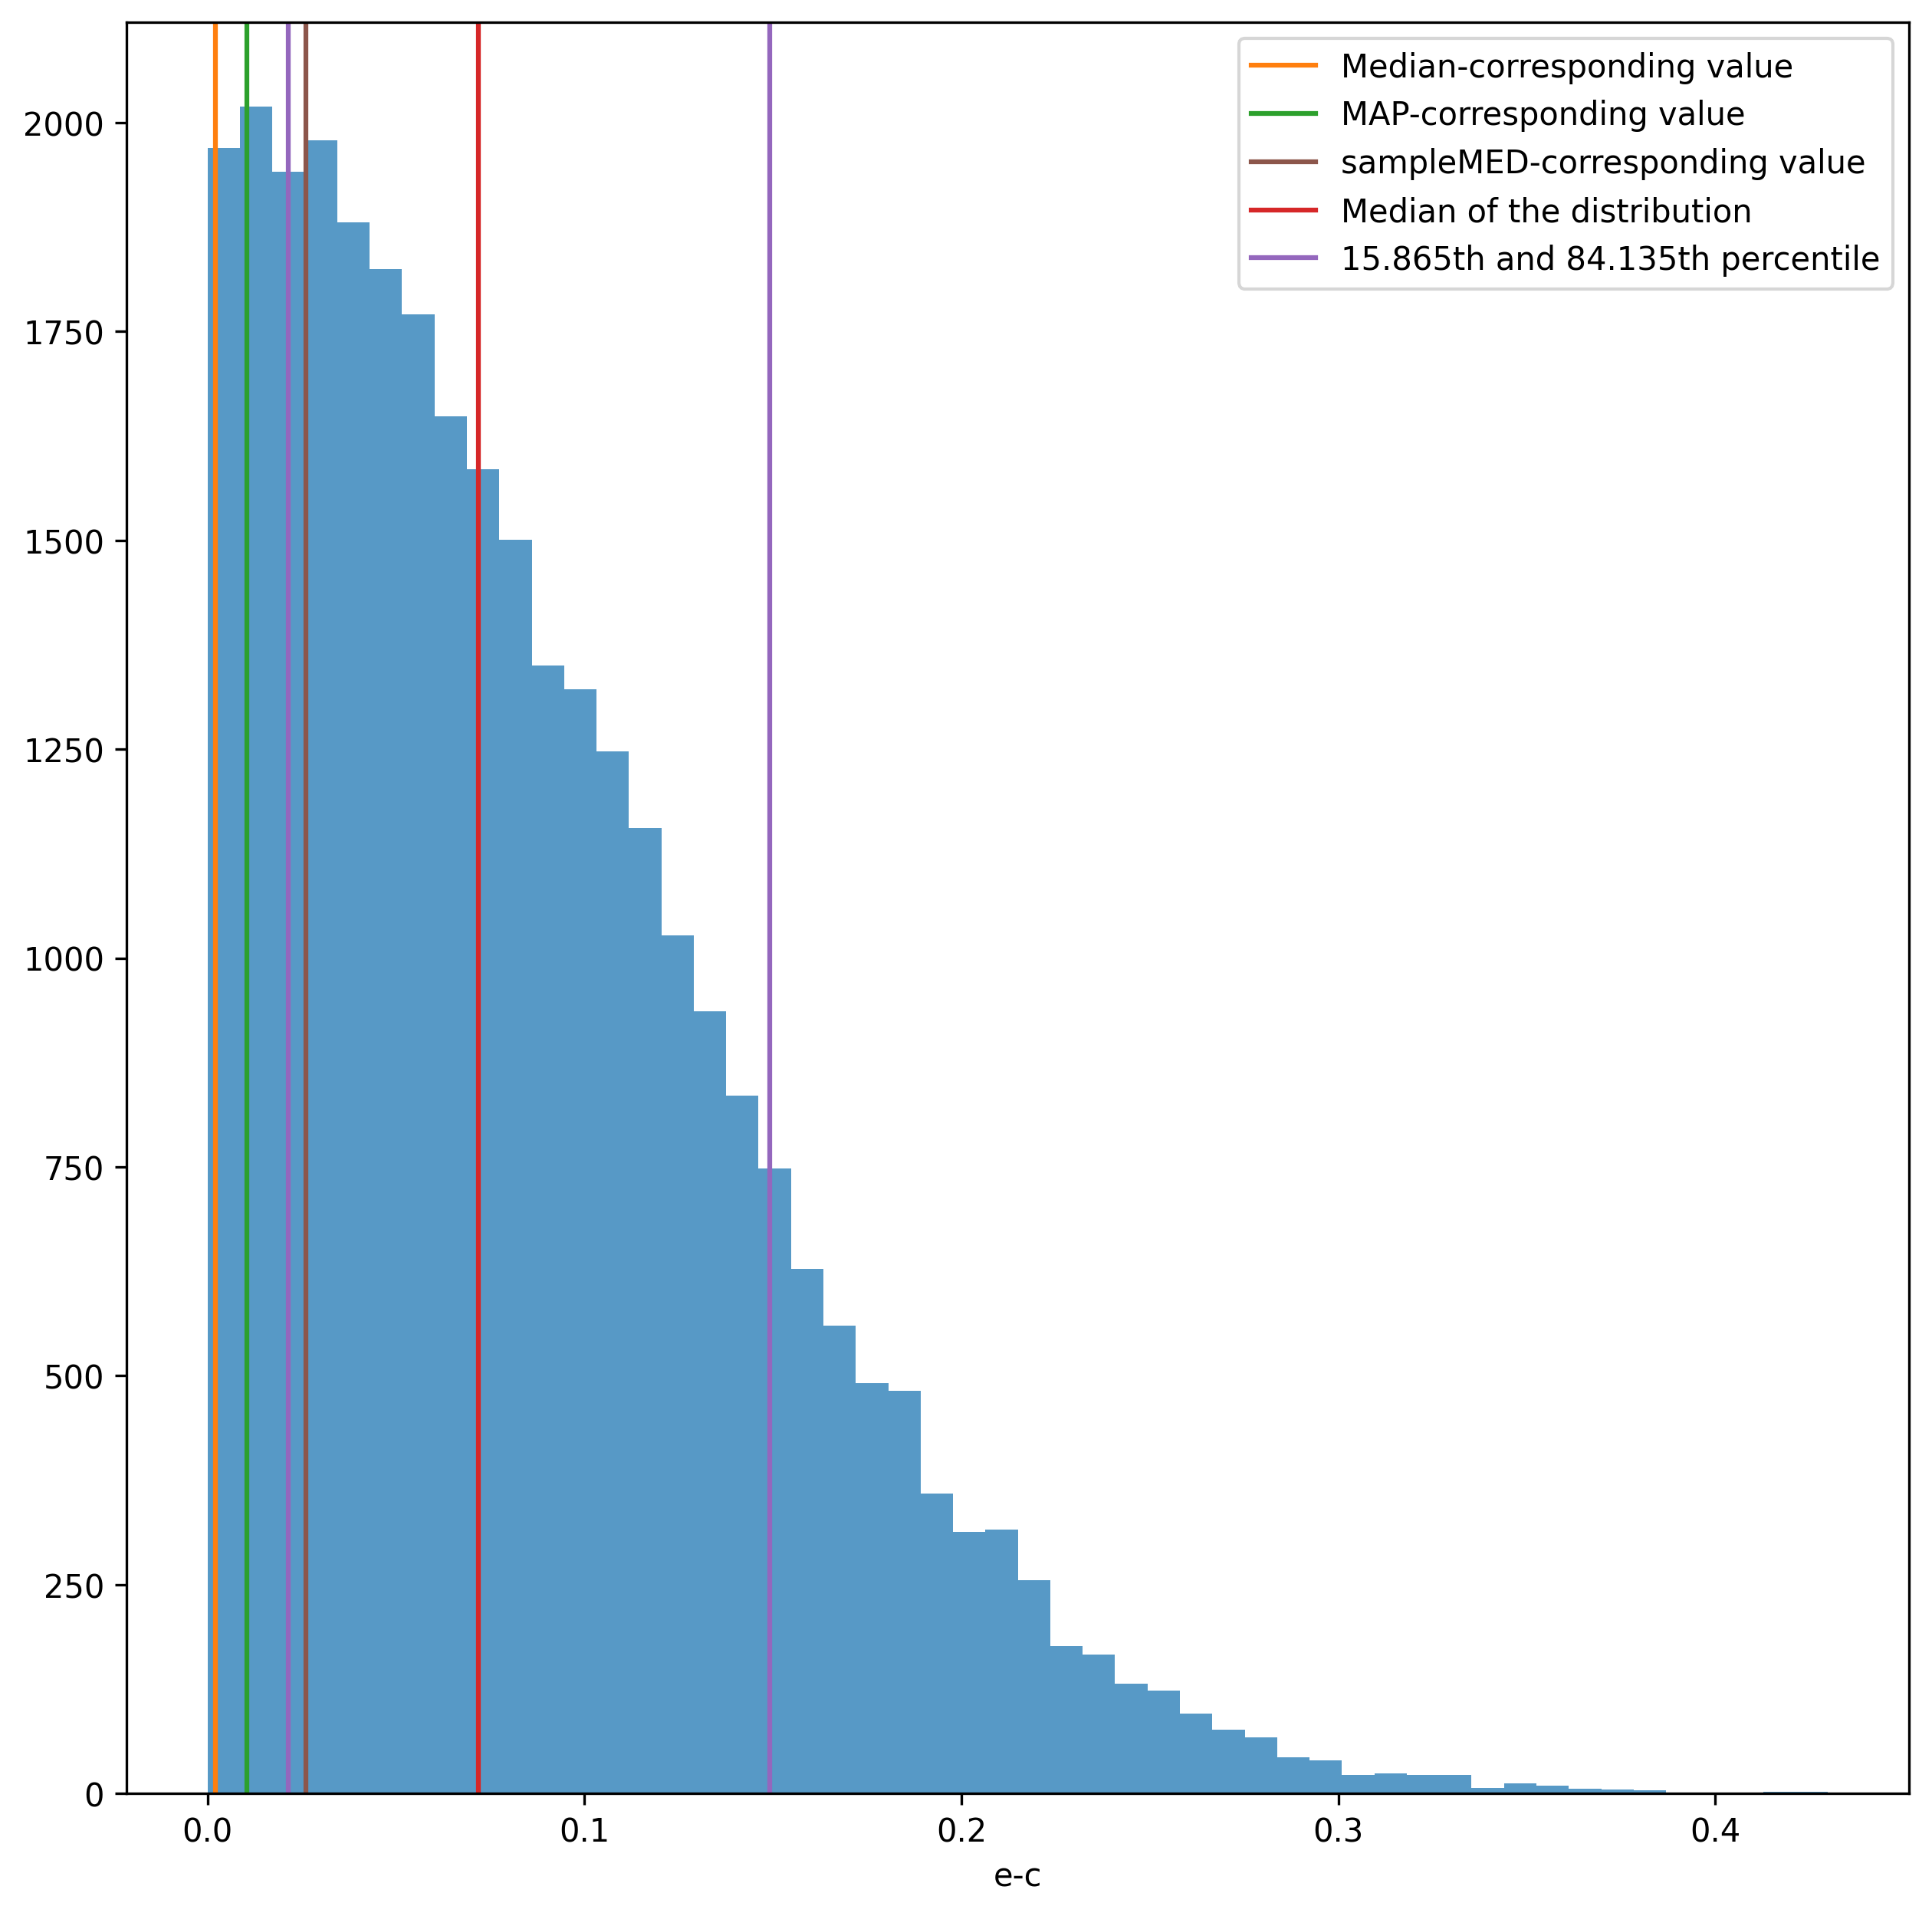 Median-corresponding value
MAP-corresponding value
sampleMED-corresponding value
Median of the distribution
15.865th and 84.135th percentile
2000
1750
1500
1250
1000
750
500
250
0
0.0 0.1 0.2 0.3 0.4
e-c